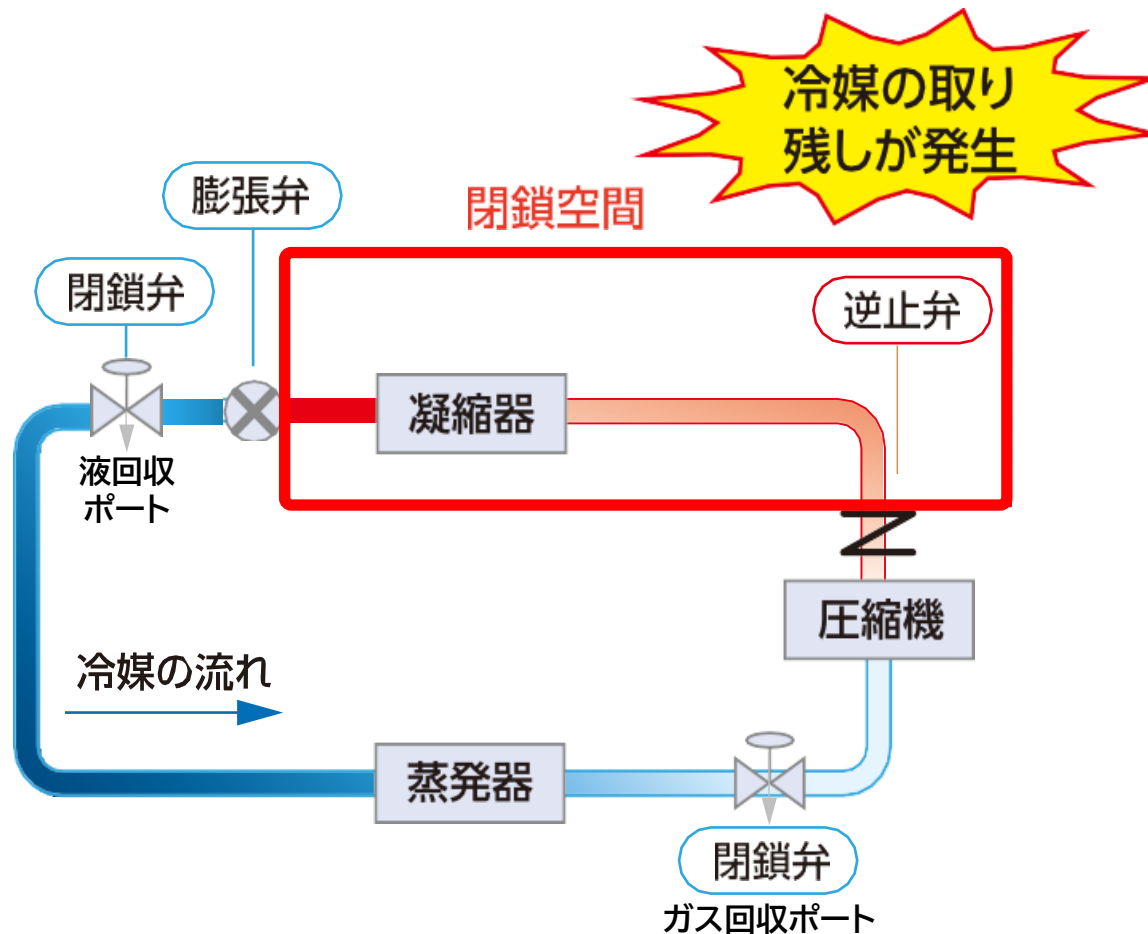 冷媒の取り
残しが発生
膨張弁
閉鎖空間
閉鎖弁
逆止弁
凝縮器
液回収
ポート
圧縮機
冷媒の流れ
蒸発器
閉鎖弁
ガス回収ポート